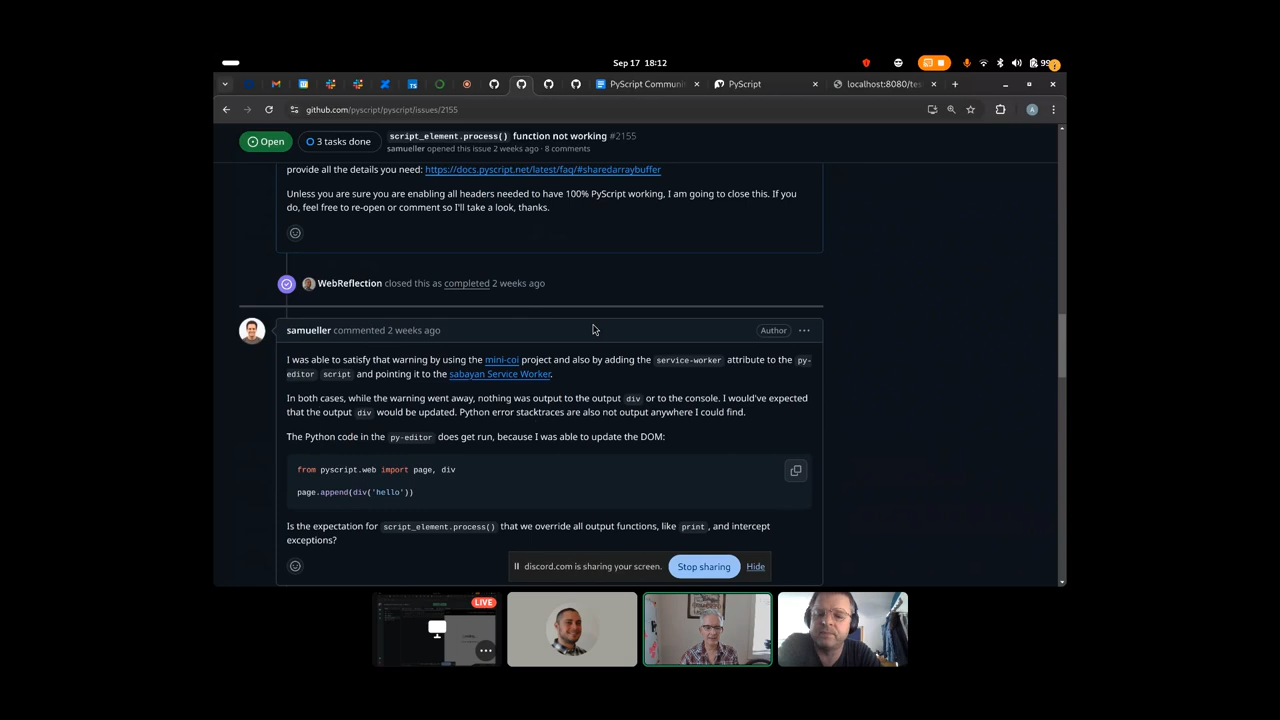 Sep 17 18:12
PyScript Communi
PyScript
localhost:8080/tes
github.com/pyscript/pyscript/issues/2155
Open
3 tasks done
script_element.process() function not working #2155
samueller opened this issue 2 weeks ago · 8 comments
provide all the details you need: https://docs.pyscript.net/latest/faq/#sharedarraybuffer
Unless you are sure you are enabling all headers needed to have 100% PyScript working, I am going to close this. If you
do, feel free to re-open or comment so I'll take a look, thanks.
WebReflection closed this as completed 2 weeks ago
samueller commented 2 weeks ago
Author
I was able to satisfy that warning by using the mini-coi project and also by adding the service-worker attribute to the py-
editor script and pointing it to the sabayan Service Worker.
In both cases, while the warning went away, nothing was output to the output div or to the console. I would've expected
that the output div would be updated. Python error stacktraces are also not output anywhere I could find.
The Python code in the py-editor does get run, because I was able to update the DOM:
from pyscript.web import page, div
page.append(div('hello'))
Is the expectation for script_element.process() that we override all output functions, like print, and intercept
exceptions?
discord.com is sharing your screen.
Stop sharing
Hide
LIVE